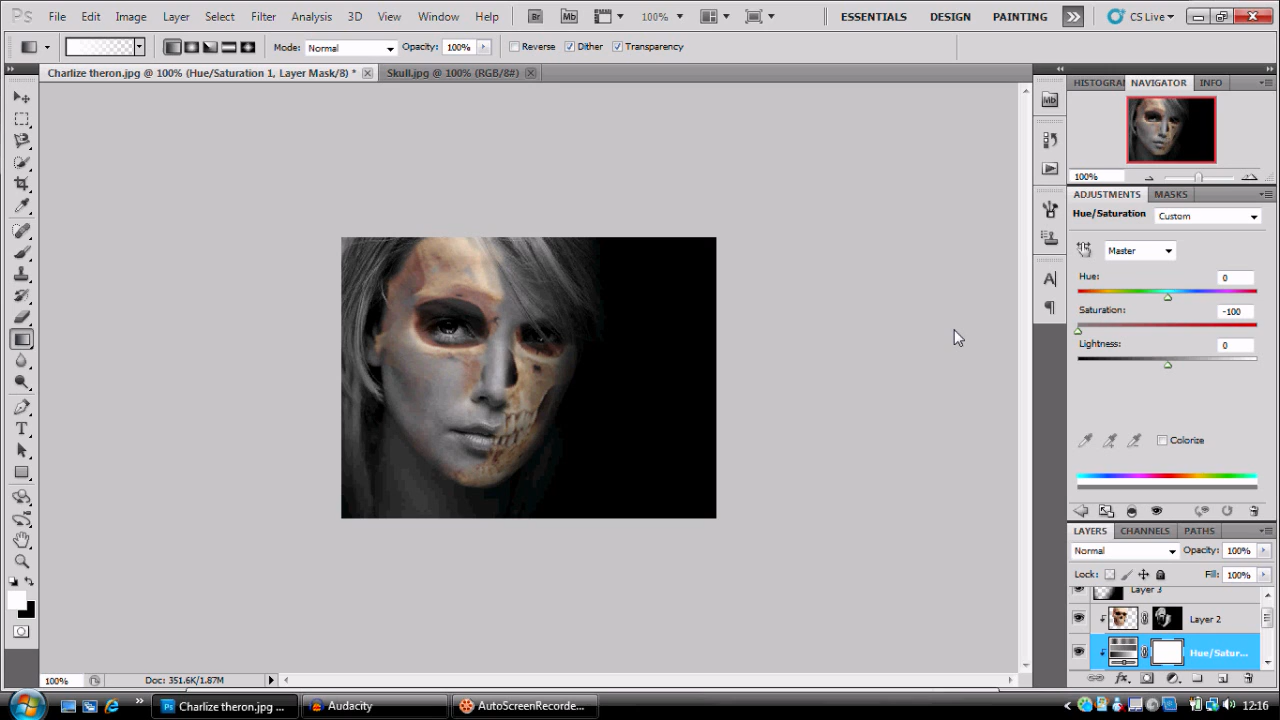 Ps File Edit Image Layer Select Filter Analysis 3D View Window Help Br Mb 100% ESSENTIALS DESIGN PAINTING CS Live
Mode: Normal Opacity: 100% Reverse Dither Transparency
Charlize theron.jpg @ 100% (Hue/Saturation 1, Layer Mask/8) * Skull.jpg @ 100% (RGB/8#)
HISTOGRAM NAVIGATOR INFO
Mb
100%
ADJUSTMENTS MASKS
Hue/Saturation Custom
Master
Hue: 0
Saturation: -100
Lightness: 0
Colorize
LAYERS CHANNELS PATHS
Normal Opacity: 100%
Lock: Fill: 100%
Layer 3
Layer 2
Hue/Satur...
100% Doc: 351.6K/1.87M
Charlize theron.jpg ... Audacity AutoScreenRecorde... 12:16